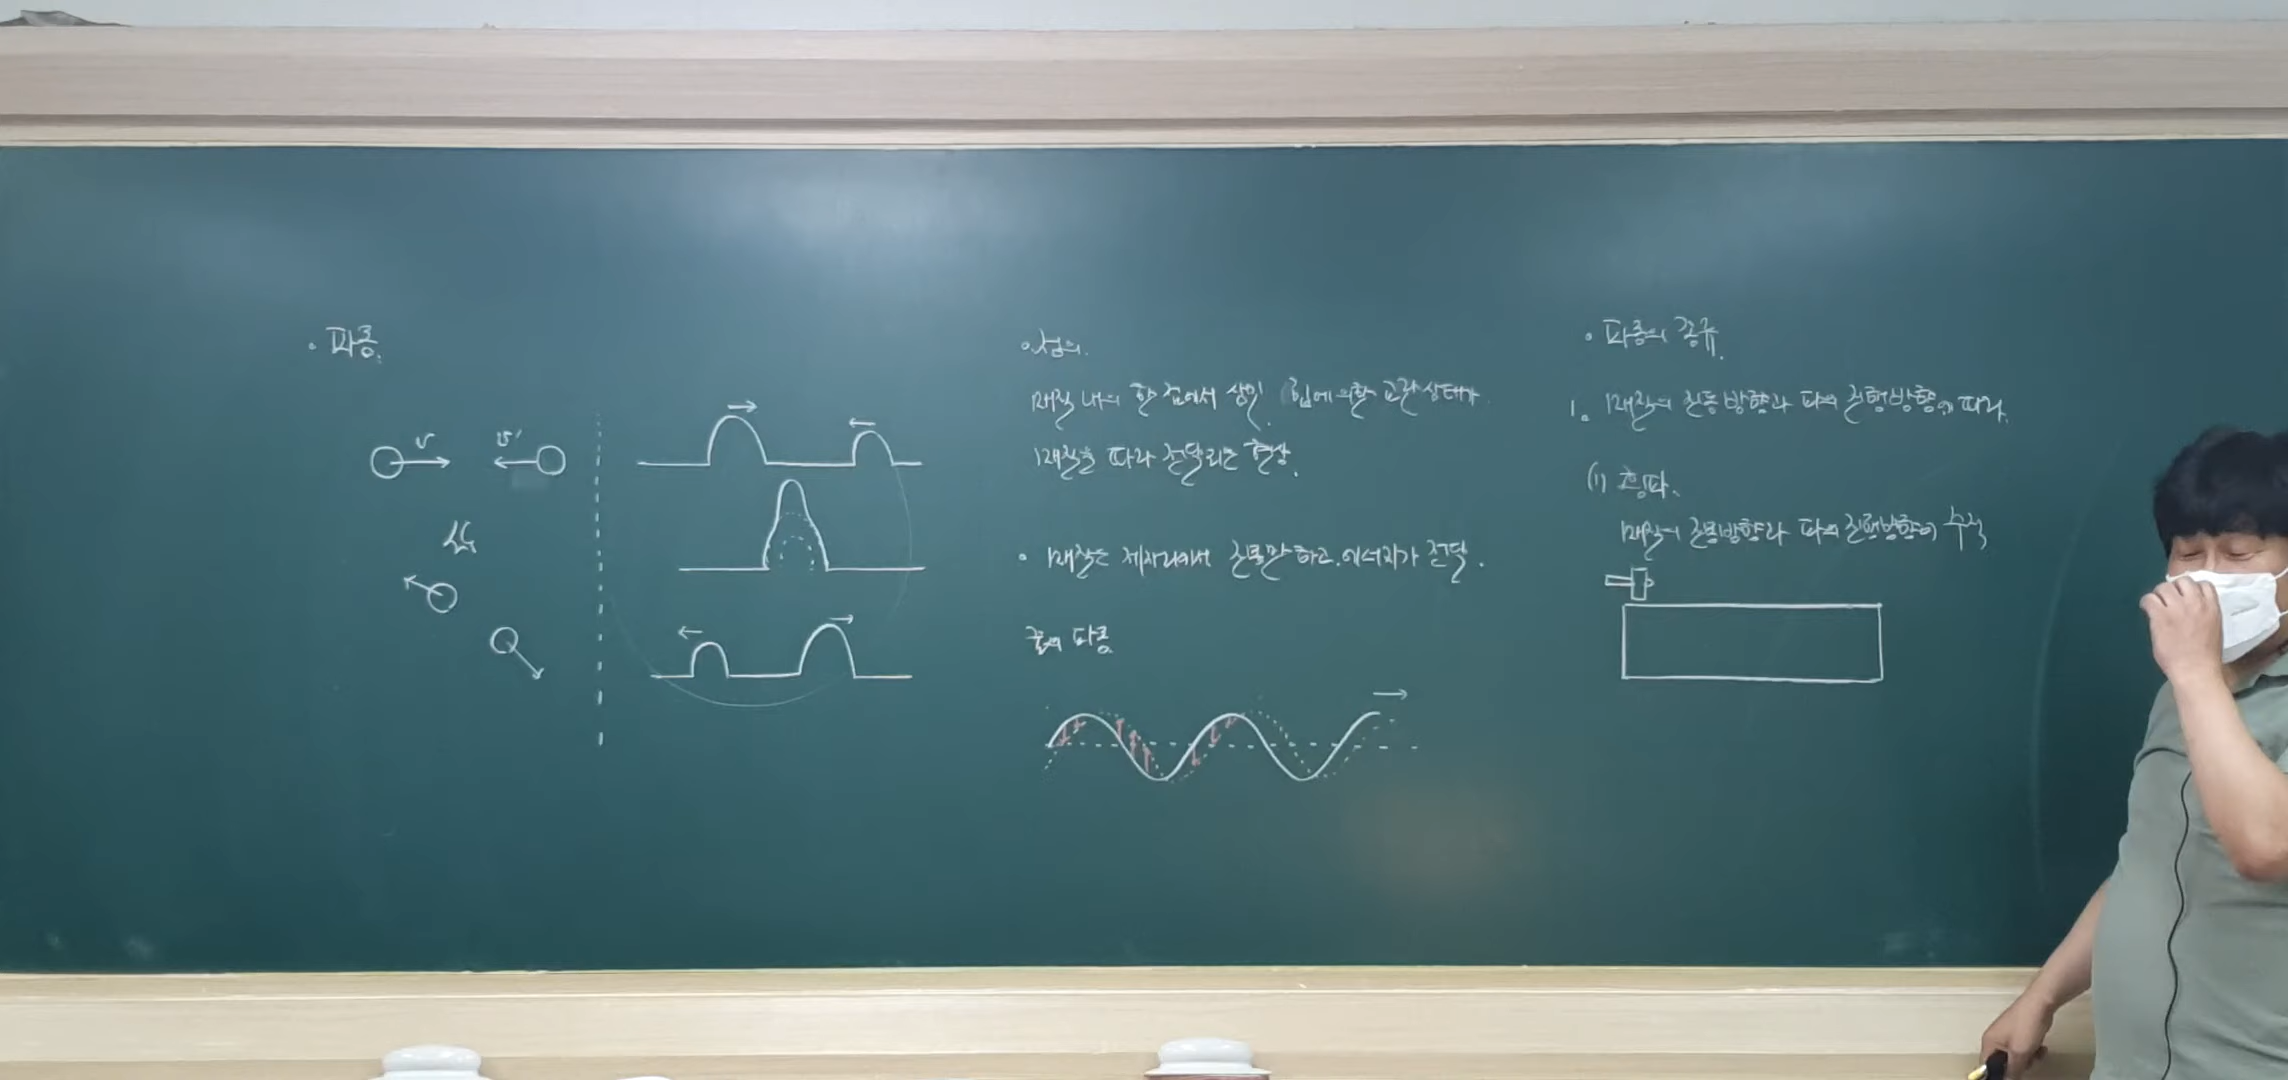 · 파동.
v v'
· 정의.
매질 내의 한 점에서 생긴 힘에 의한 교란상태가
매질을 따라 전달되는 현상.
· 매질은 제자리에서 진동만 하고, 에너지가 전달.
줄의 파동
· 파동의 종류.
1. 매질의 진동방향과 파의 진행방향에 따라.
(1) 횡파.
매질의 진동방향과 파의 진행방향이 수직